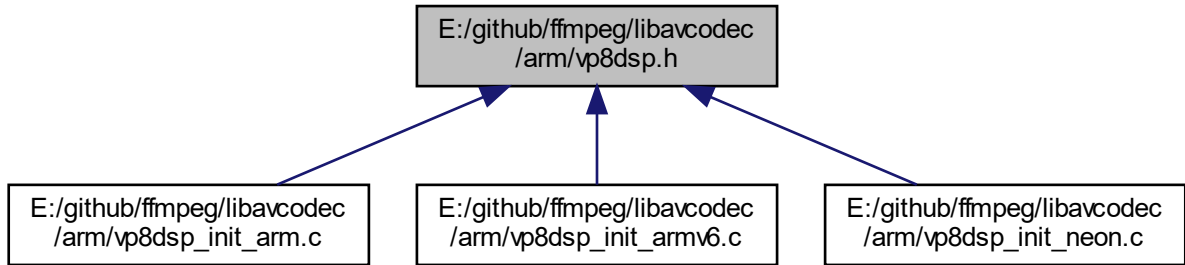 E:/github/ffmpeg/libavcodec
/arm/vp8dsp.h
E:/github/ffmpeg/libavcodec
/arm/vp8dsp_init_arm.c
E:/github/ffmpeg/libavcodec
/arm/vp8dsp_init_armv6.c
E:/github/ffmpeg/libavcodec
/arm/vp8dsp_init_neon.c